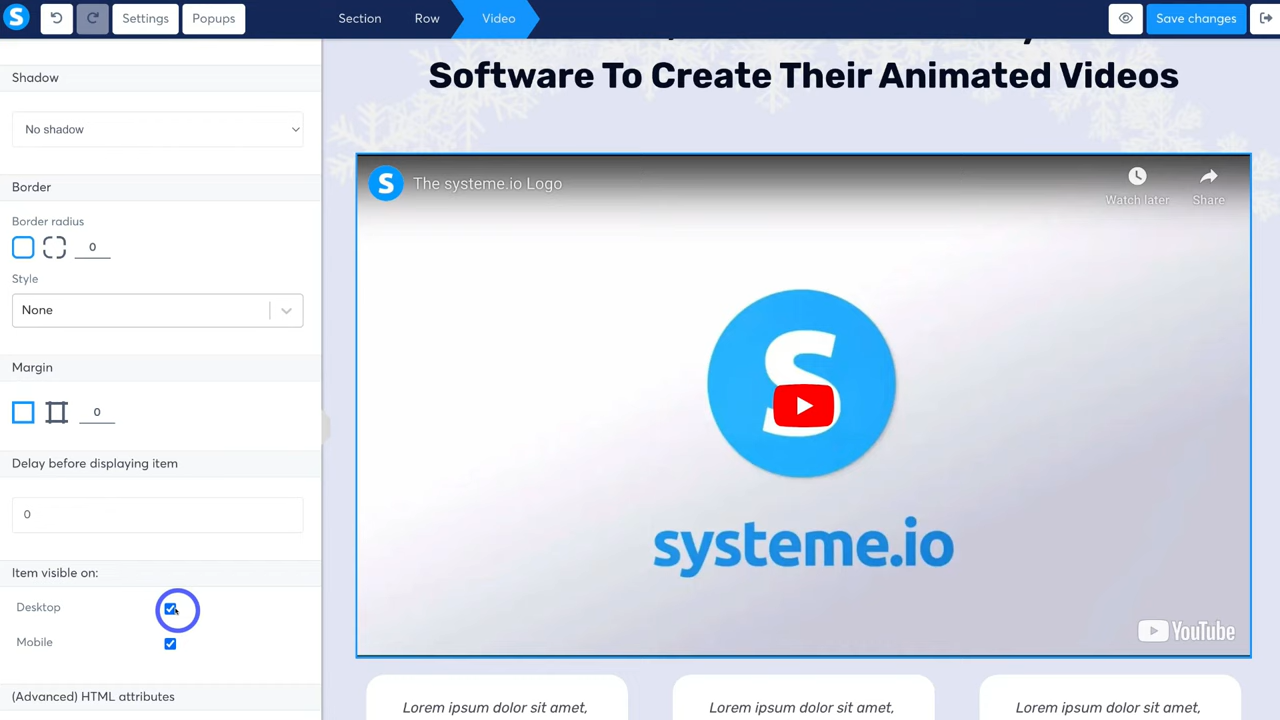 S
Settings
Popups
Section
Row
Video
Save changes
Shadow
No shadow
Border
Border radius
0
Style
None
Margin
0
Delay before displaying item
0
Item visible on:
Desktop
Mobile
(Advanced) HTML attributes
Software To Create Their Animated Videos
S
The systeme.io Logo
Watch later
Share
S
systeme.io
YouTube
Lorem ipsum dolor sit amet,
Lorem ipsum dolor sit amet,
Lorem ipsum dolor sit amet,